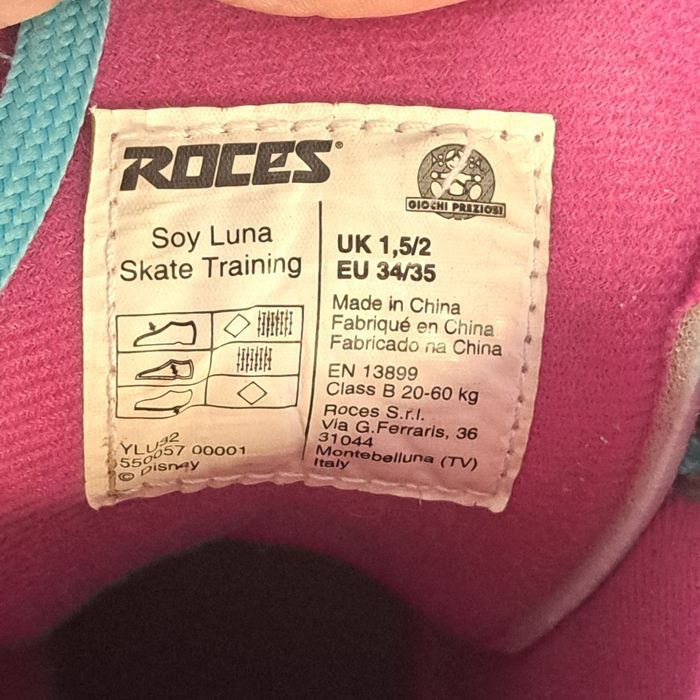 ROCES®
GIOCHI PREZIOSI
Soy Luna
Skate Training
UK 1,5/2
EU 34/35
Made in China
Fabriqué en China
Fabricado na China
EN 13899
Class B 20-60 kg
Roces S.r.l.
Via G.Ferraris, 36
31044
Montebelluna (TV)
Italy
YLU32
550057 00001
© Disney